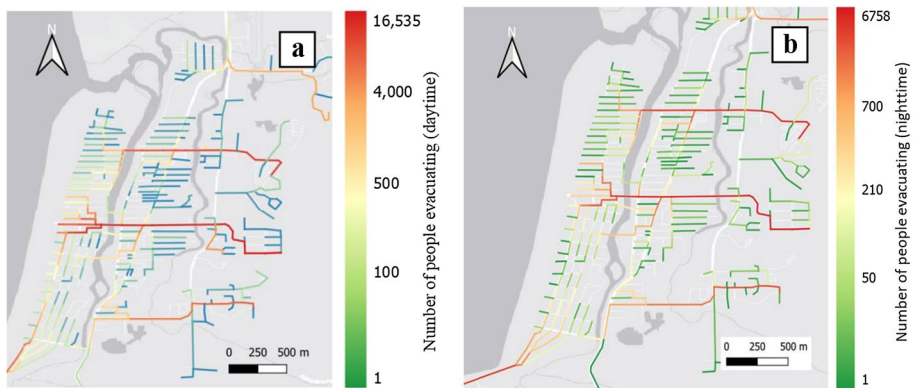 N
a
0 250 500 m
16,535
4,000
500
100
1
Number of people evacuating (daytime)
N
b
0 250 500 m
6758
700
210
50
1
Number of people evacuating (nighttime)